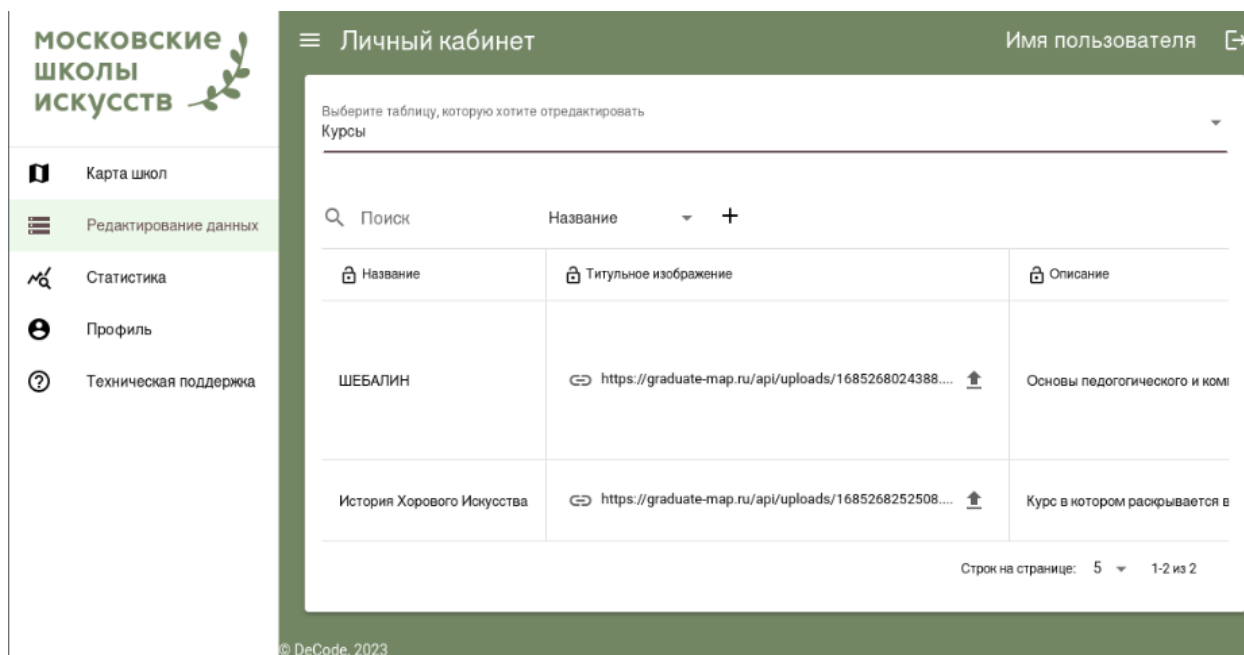 МОСКОВСКИЕ
ШКОЛЫ
ИСКУССТВ
Карта школ
Редактирование данных
Статистика
Профиль
Техническая поддержка
Личный кабинет
Имя пользователя
Выберите таблицу, которую хотите отредактировать
Курсы
Поиск
Название
Название
Титульное изображение
Описание
ШЕБАЛИН
https://graduate-map.ru/api/uploads/1685268024388....
Основы педогогического и
История Хорового Искусства
https://graduate-map.ru/api/uploads/1685268252508....
Курс в котором раскрывается в
Строк на странице: 5
1-2 из 2
© DeCode, 2023